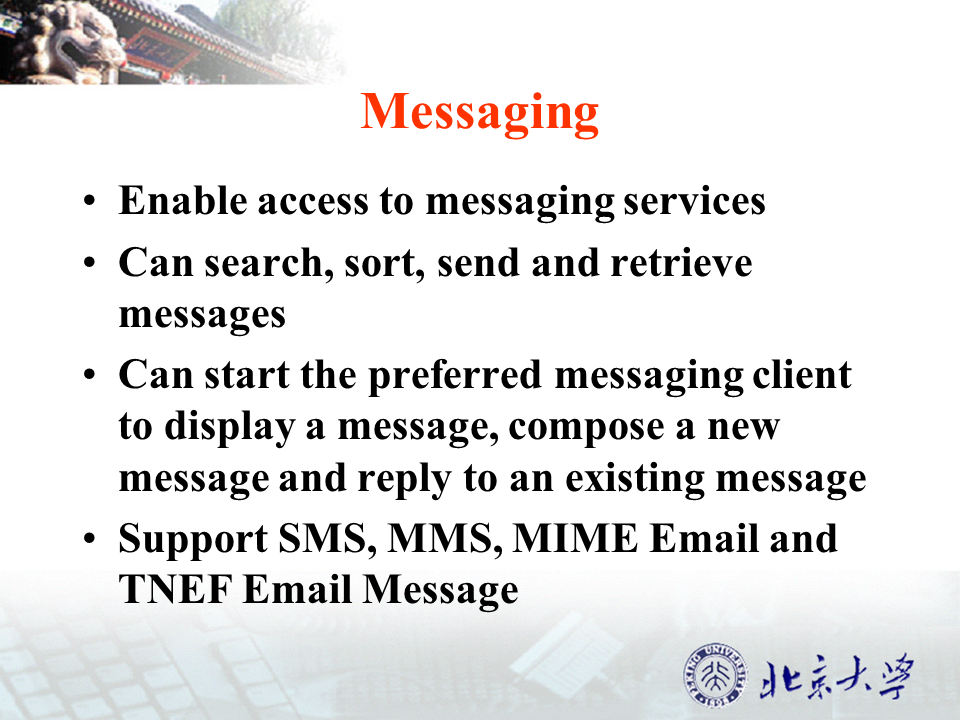 Messaging
• Enable access to messaging services
• Can search, sort, send and retrieve
messages
• Can start the preferred messaging client
to display a message, compose a new
message and reply to an existing message
• Support SMS, MMS, MIME Email and
TNEF Email Message
PEKING UNIVERSITY
1898
北京大学